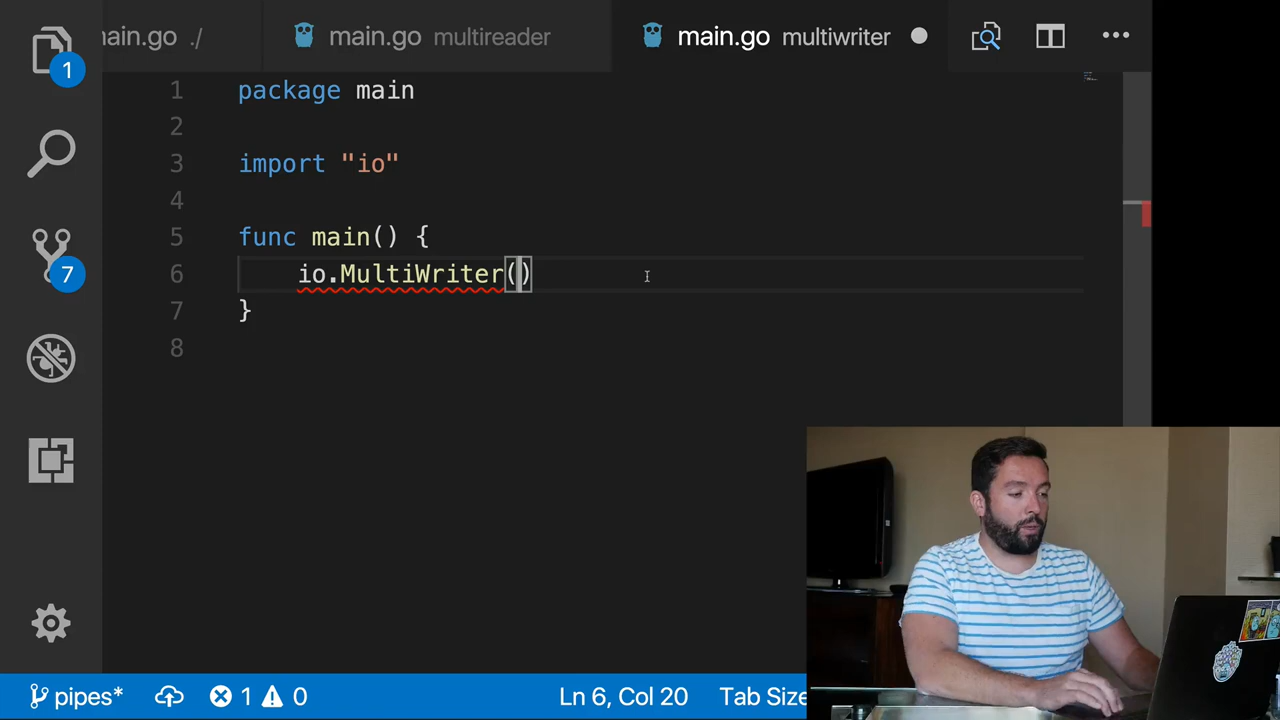 ain.go ./
main.go multireader
main.go multiwriter
1
1 package main
2
3 import "io"
4
5 func main() {
6 io.MultiWriter()
7 }
8
7
pipes*
1
0
Ln 6, Col 20
Tab Size